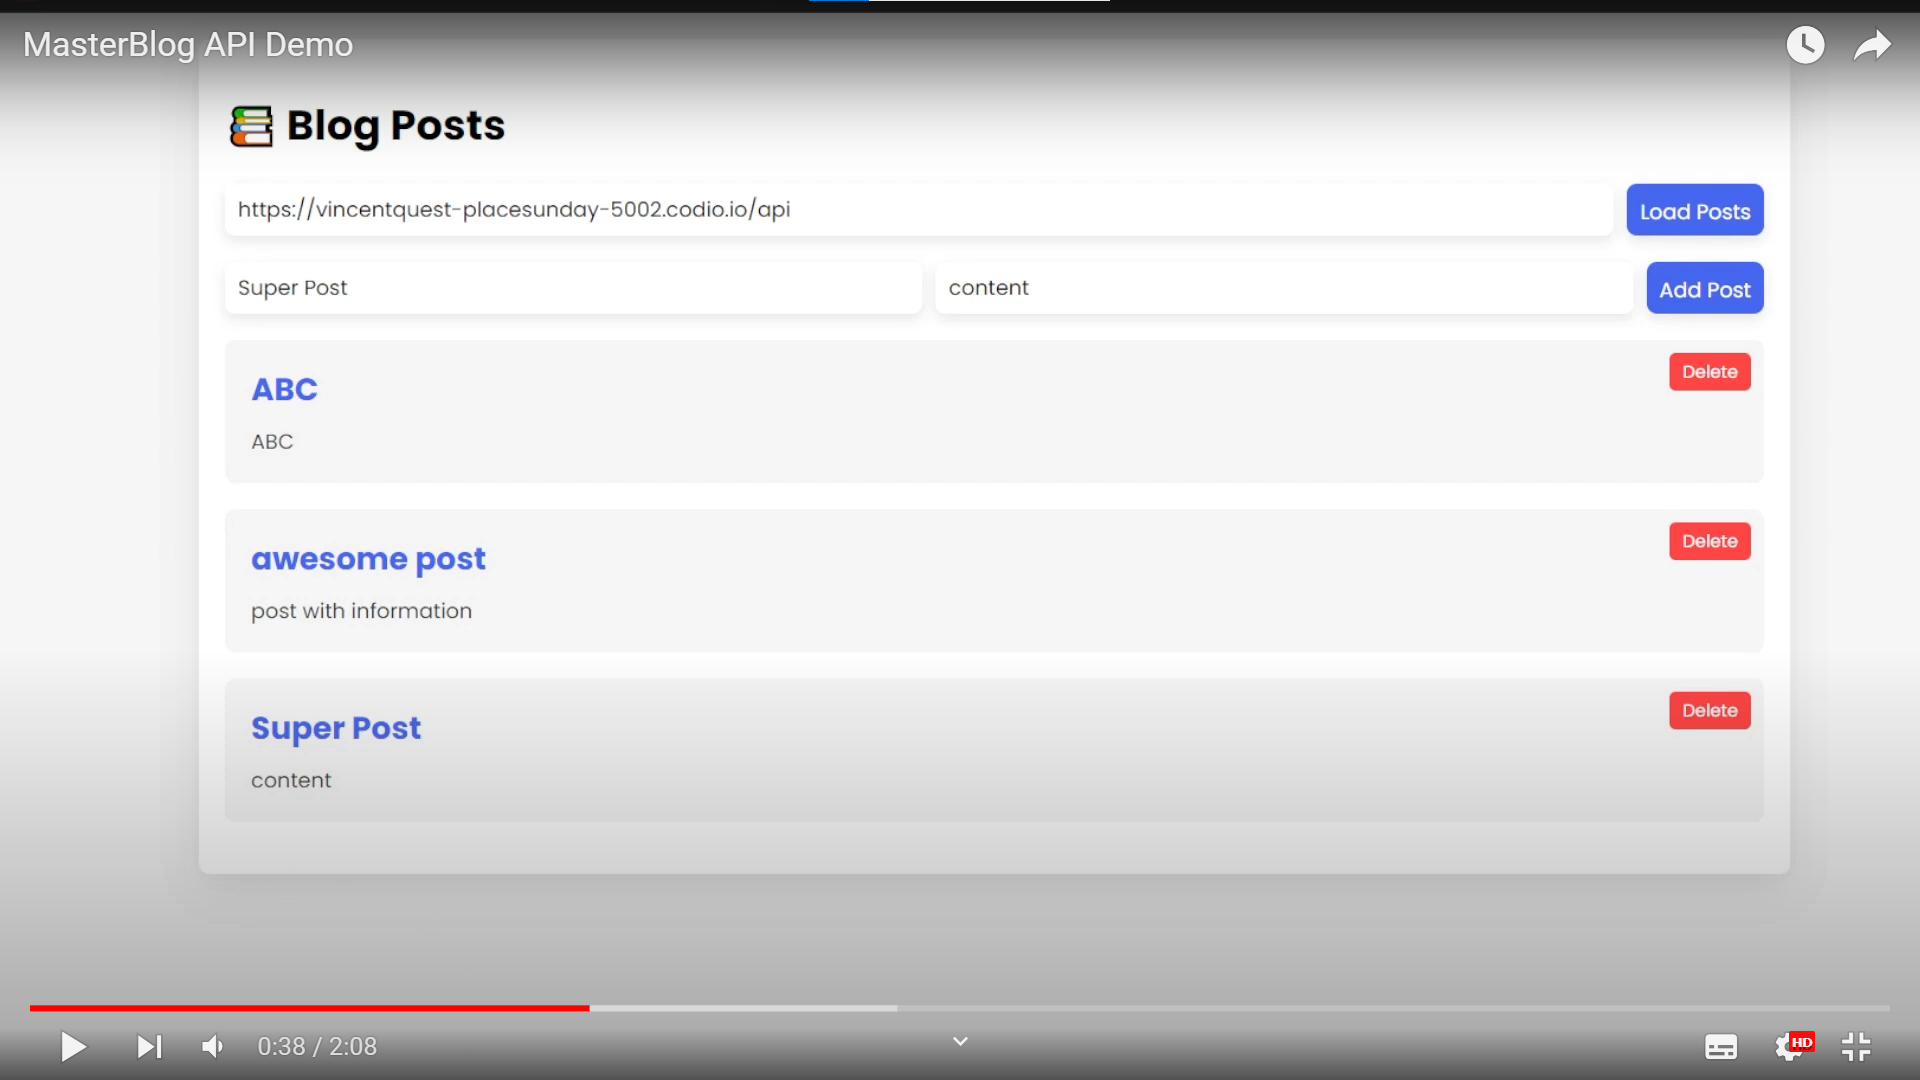 MasterBlog API Demo
Blog Posts
https://vincentquest-placesunday-5002.codio.io/api
Load Posts
Super Post
content
Add Post
ABC
Delete
ABC
awesome post
Delete
post with information
Super Post
Delete
content
0:38 / 2:08
HD